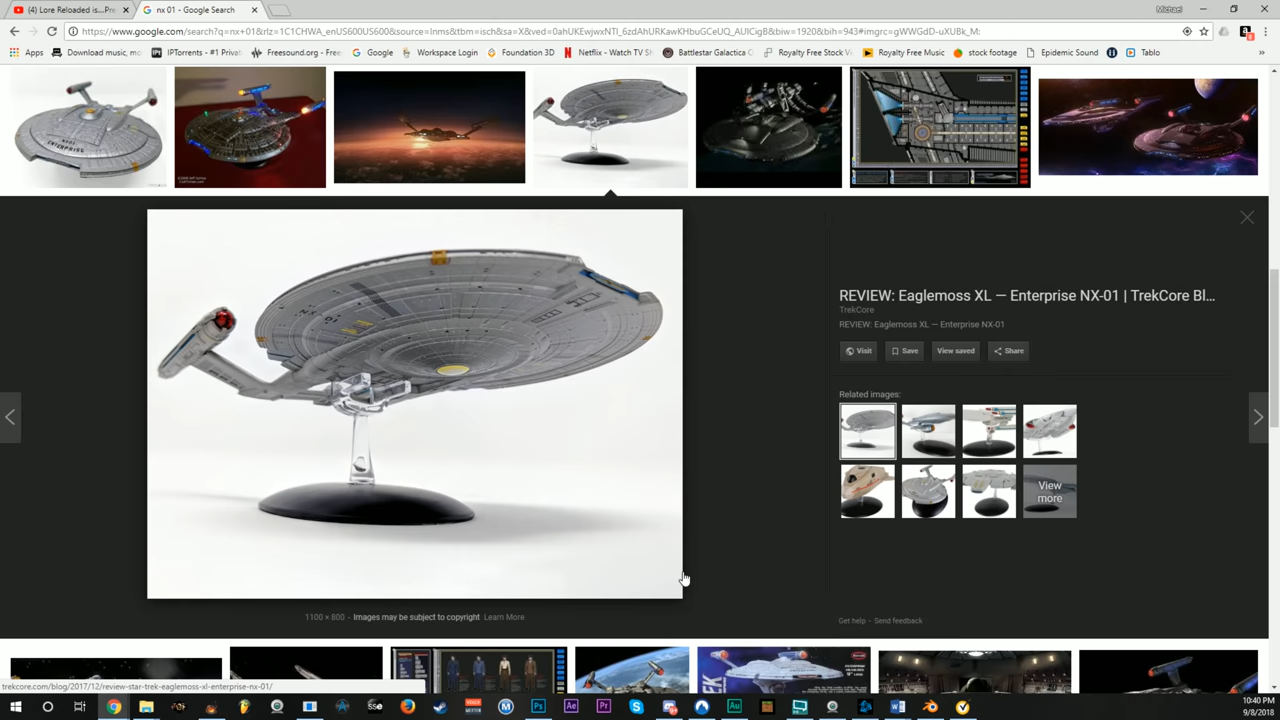 (4) Lore Reloaded is...Pre
nx 01 - Google Search
Michael
https://www.google.com/search?q=nx+01&rlz=1C1CHWA_enUS600US600&source=lnms&tbm=isch&sa=X&ved=0ahUKEwjwxNTI_6zdAhURKawKHbuGCeUQ_AUICigB&biw=1920&bih=943#imgrc=gWWGdD-uXUBk_M:
Apps
Download music, mo
IPTorrents - #1 Privat
Freesound.org - Free
Google
Workspace Login
Foundation 3D
Netflix - Watch TV Sh
Battlestar Galactica C
Royalty Free Stock Vi
Royalty Free Music
stock footage
Epidemic Sound
Tablo
ENTERPRISE
REVIEW: Eaglemoss XL — Enterprise NX-01 | TrekCore Bl...
TrekCore
REVIEW: Eaglemoss XL — Enterprise NX-01
Visit
Save
View saved
Share
Related images:
View
more
1100 × 800 - Images may be subject to copyright Learn More
Get help - Send feedback
trekcore.com/blog/2017/12/review-star-trek-eaglemoss-xl-enterprise-nx-01/
10:40 PM
9/8/2018